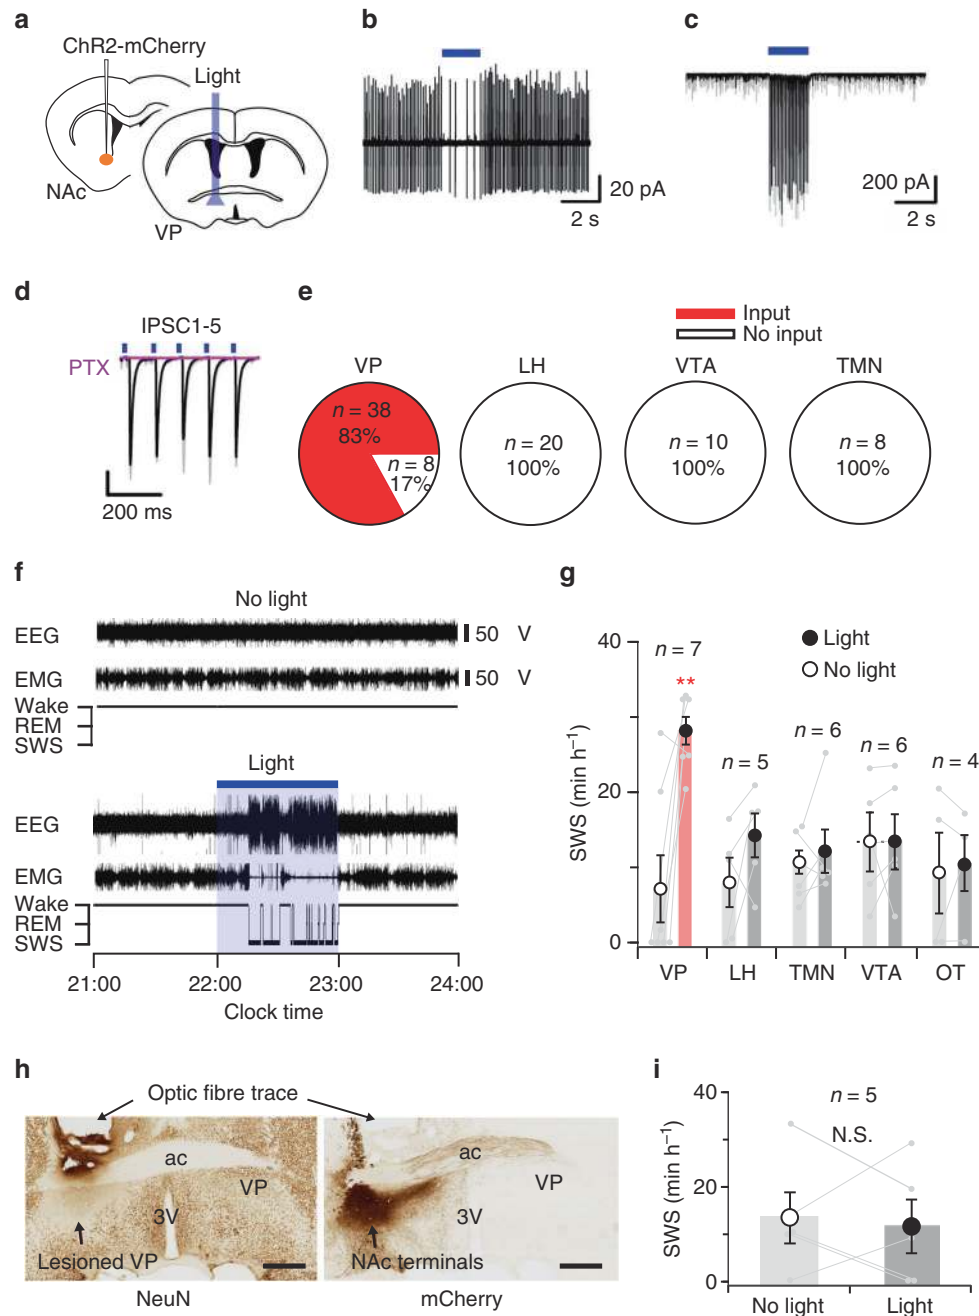 a
ChR2-mCherry
Light
NAc
VP
b
20 pA
2 s
c
200 pA
2 s
d
IPSC1-5
PTX
200 ms
e
Input
No input
VP
LH
VTA
TMN
n = 38
83%
n = 8
17%
n = 20
100%
n = 10
100%
n = 8
100%
f
No light
EEG
50 V
EMG
50 V
Wake
REM
SWS
Light
EEG
EMG
Wake
REM
SWS
21:00 22:00 23:00 24:00
Clock time
g
Light
No light
SWS (min h⁻¹)
40
20
0
n = 7
**
n = 5
n = 6
n = 6
n = 4
VP LH TMN VTA OT
h
Optic fibre trace
ac
VP
3V
Lesioned VP
NeuN
ac
VP
3V
NAc terminals
mCherry
i
SWS (min h⁻¹)
40
20
0
n = 5
N.S.
No light Light